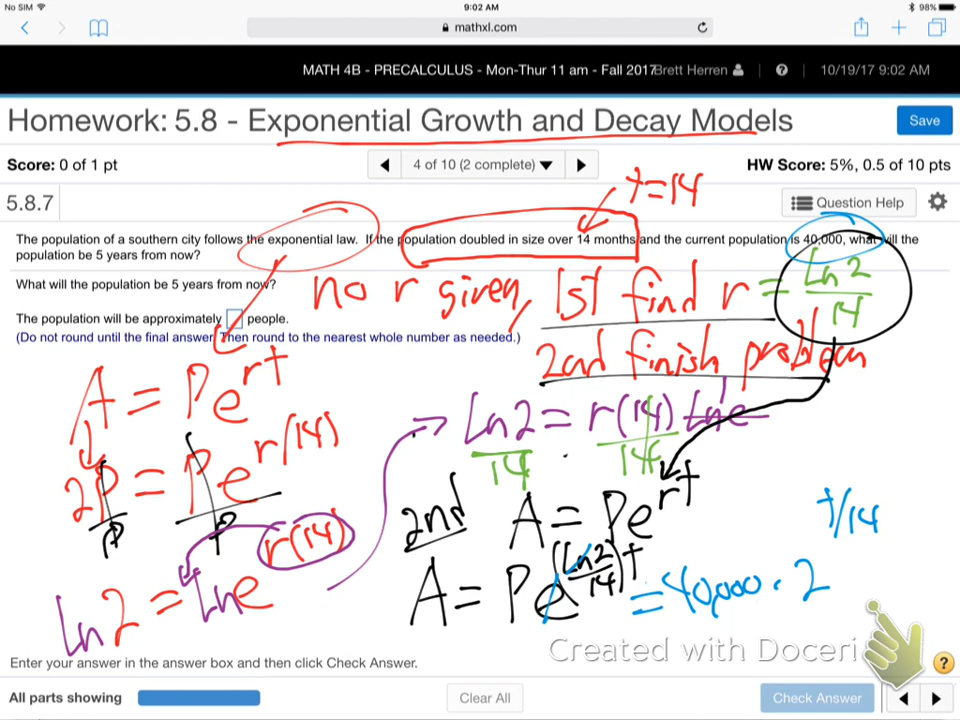 No SIM 9:02 AM 98%
mathxl.com
MATH 4B - PRECALCULUS - Mon-Thur 11 am - Fall 2017 Brett Herren 10/19/17 9:02 AM
Homework: 5.8 - Exponential Growth and Decay Models Save
Score: 0 of 1 pt 4 of 10 (2 complete) HW Score: 5%, 0.5 of 10 pts
t=14
5.8.7 Question Help
The population of a southern city follows the exponential law. If the population doubled in size over 14 months and the current population is 40,000, what will the
population be 5 years from now?
What will the population be 5 years from now?
no r given, 1st find r = Ln2/14
The population will be approximately people.
(Do not round until the final answer. Then round to the nearest whole number as needed.)
2nd finish problem
A = Pe^rt
2P/P = Pe^r(14)/P
r(14)
ln2 = Lne
Ln2/14 = r(14) Lne/14
2nd A = Pe^rt
A = Pe^(Ln2/14)t = 40,000 · 2
t/14
Created with Doceri
Enter your answer in the answer box and then click Check Answer.
?
All parts showing Clear All Check Answer